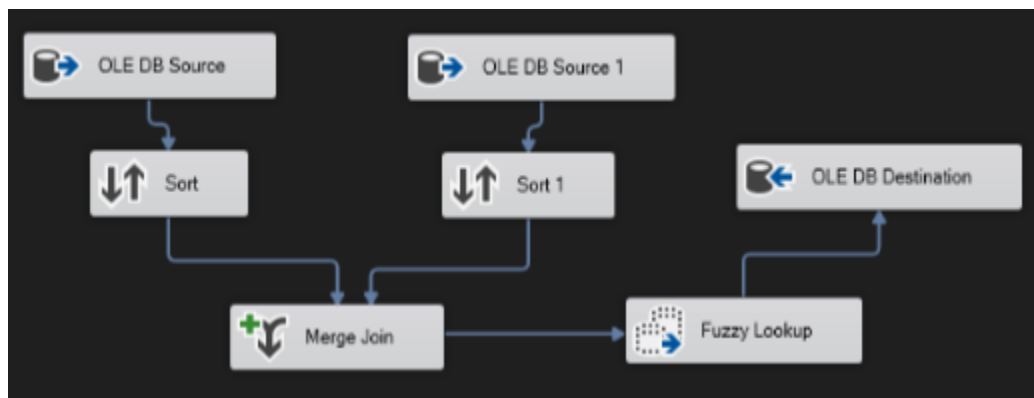 OLE DB Source
OLE DB Source 1
Sort
Sort 1
OLE DB Destination
Merge Join
Fuzzy Lookup